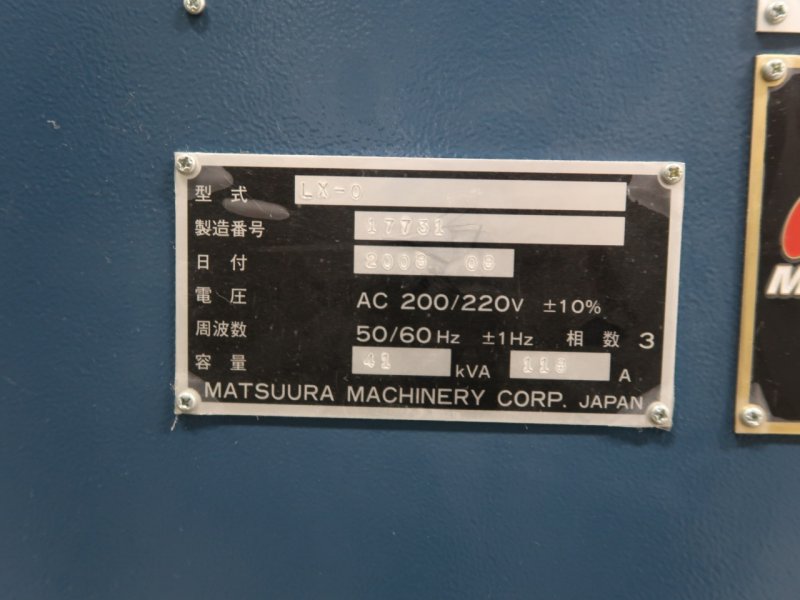 型式 LX-0
製造番号 17731
日付
電圧 AC 200/220V ±10%
周波数 50/60Hz ±1Hz 相数 3
容量 41 kVA A
MATSUURA MACHINERY CORP. JAPAN